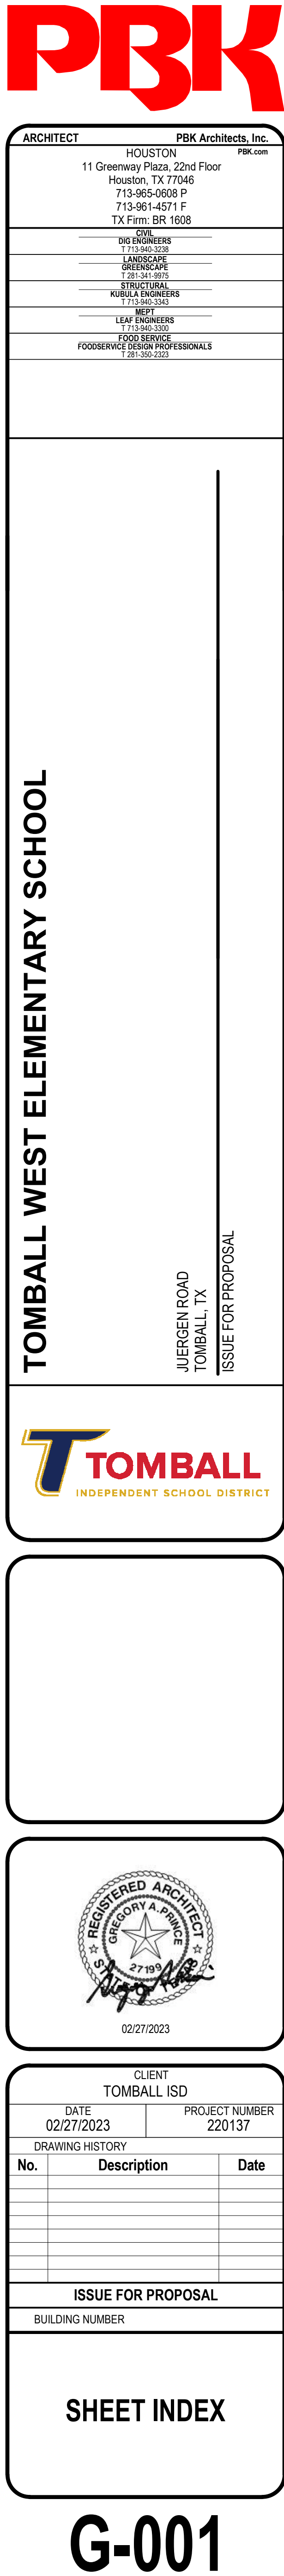 PBK
ARCHITECT PBK Architects, Inc.
HOUSTON PBK.com
11 Greenway Plaza, 22nd Floor
Houston, TX 77046
713-965-0608 P
713-961-4571 F
TX Firm: BR 1608
CIVIL
DIG ENGINEERS
T 713-940-3238
LANDSCAPE
GREENSCAPE
T 281-341-9975
STRUCTURAL
KUBULA ENGINEERS
T 713-940-3343
MEPT
LEAF ENGINEERS
T 713-940-3300
FOOD SERVICE
FOODSERVICE DESIGN PROFESSIONALS
T 281-350-2323
TOMBALL WEST ELEMENTARY SCHOOL
JUERGEN ROAD
TOMBALL, TX
ISSUE FOR PROPOSAL
T TOMBALL
INDEPENDENT SCHOOL DISTRICT
REGISTERED ARCHITECT
GREGORY A. PRINCE
27199
02/27/2023
CLIENT
TOMBALL ISD
DATE PROJECT NUMBER
02/27/2023 220137
DRAWING HISTORY
No. Description Date
ISSUE FOR PROPOSAL
BUILDING NUMBER
SHEET INDEX
G-001